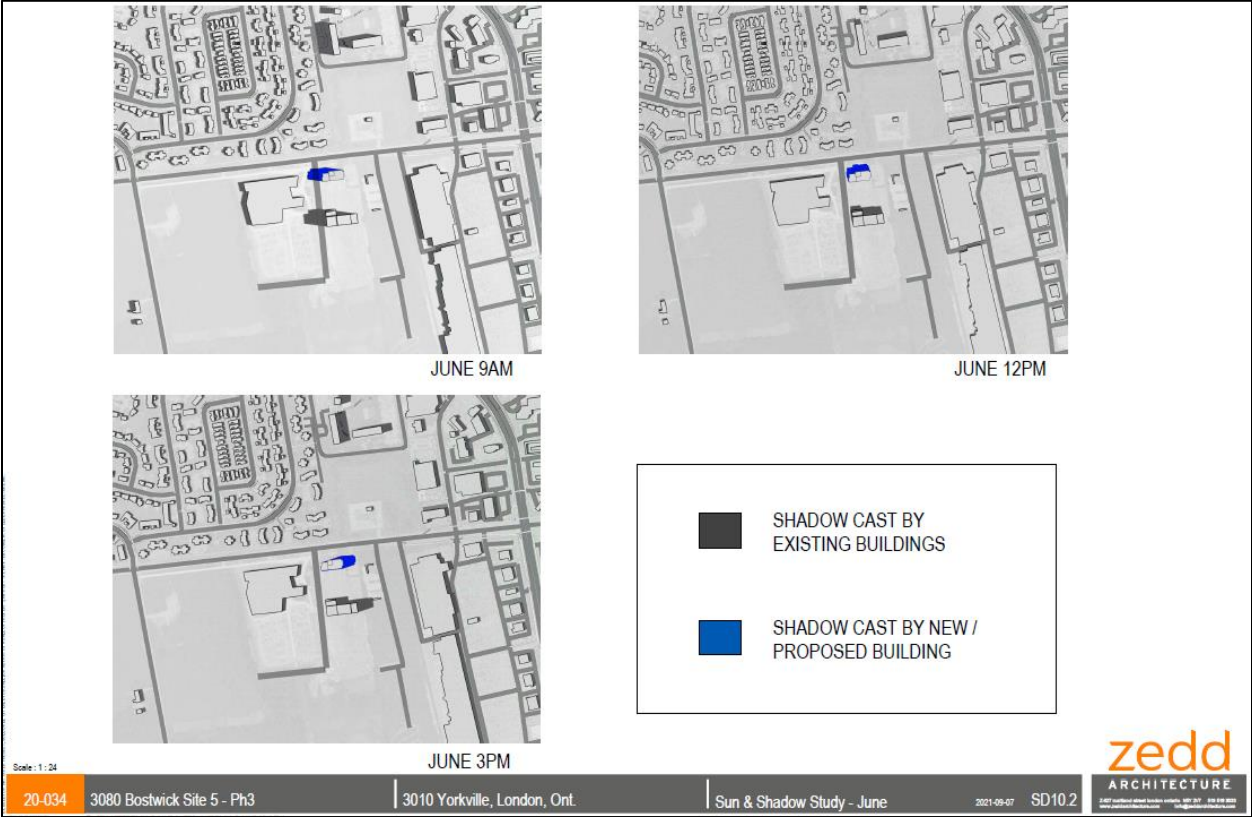 JUNE 9AM
JUNE 12PM
JUNE 3PM
SHADOW CAST BY
EXISTING BUILDINGS
SHADOW CAST BY NEW /
PROPOSED BUILDING
Scale : 1 : 24
20-034
3080 Bostwick Site 5 - Ph3
3010 Yorkville, London, Ont.
Sun & Shadow Study - June
2021-09-07
SD10.2
zedd
ARCHITECTURE